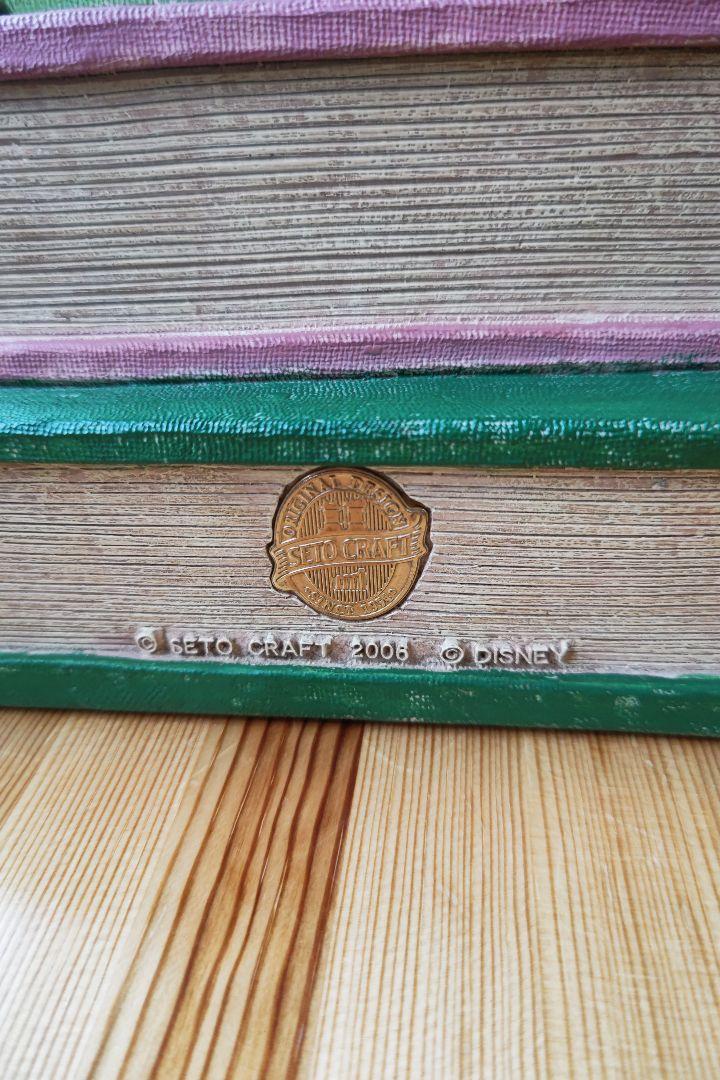 ORIGINAL DESIGN
SETO CRAFT
© SETO CRAFT 2006 © DISNEY